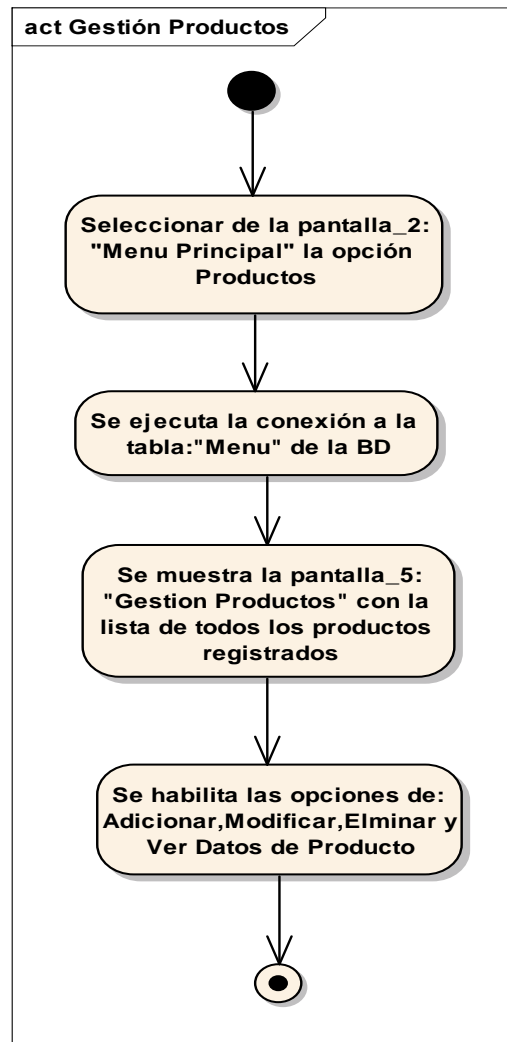 act Gestión Productos
Seleccionar de la pantalla_2:
"Menu Principal" la opción
Productos
Se ejecuta la conexión a la
tabla:"Menu" de la BD
Se muestra la pantalla_5:
"Gestion Productos" con la
lista de todos los productos
registrados
Se habilita las opciones de:
Adicionar,Modificar,Elminar y
Ver Datos de Producto